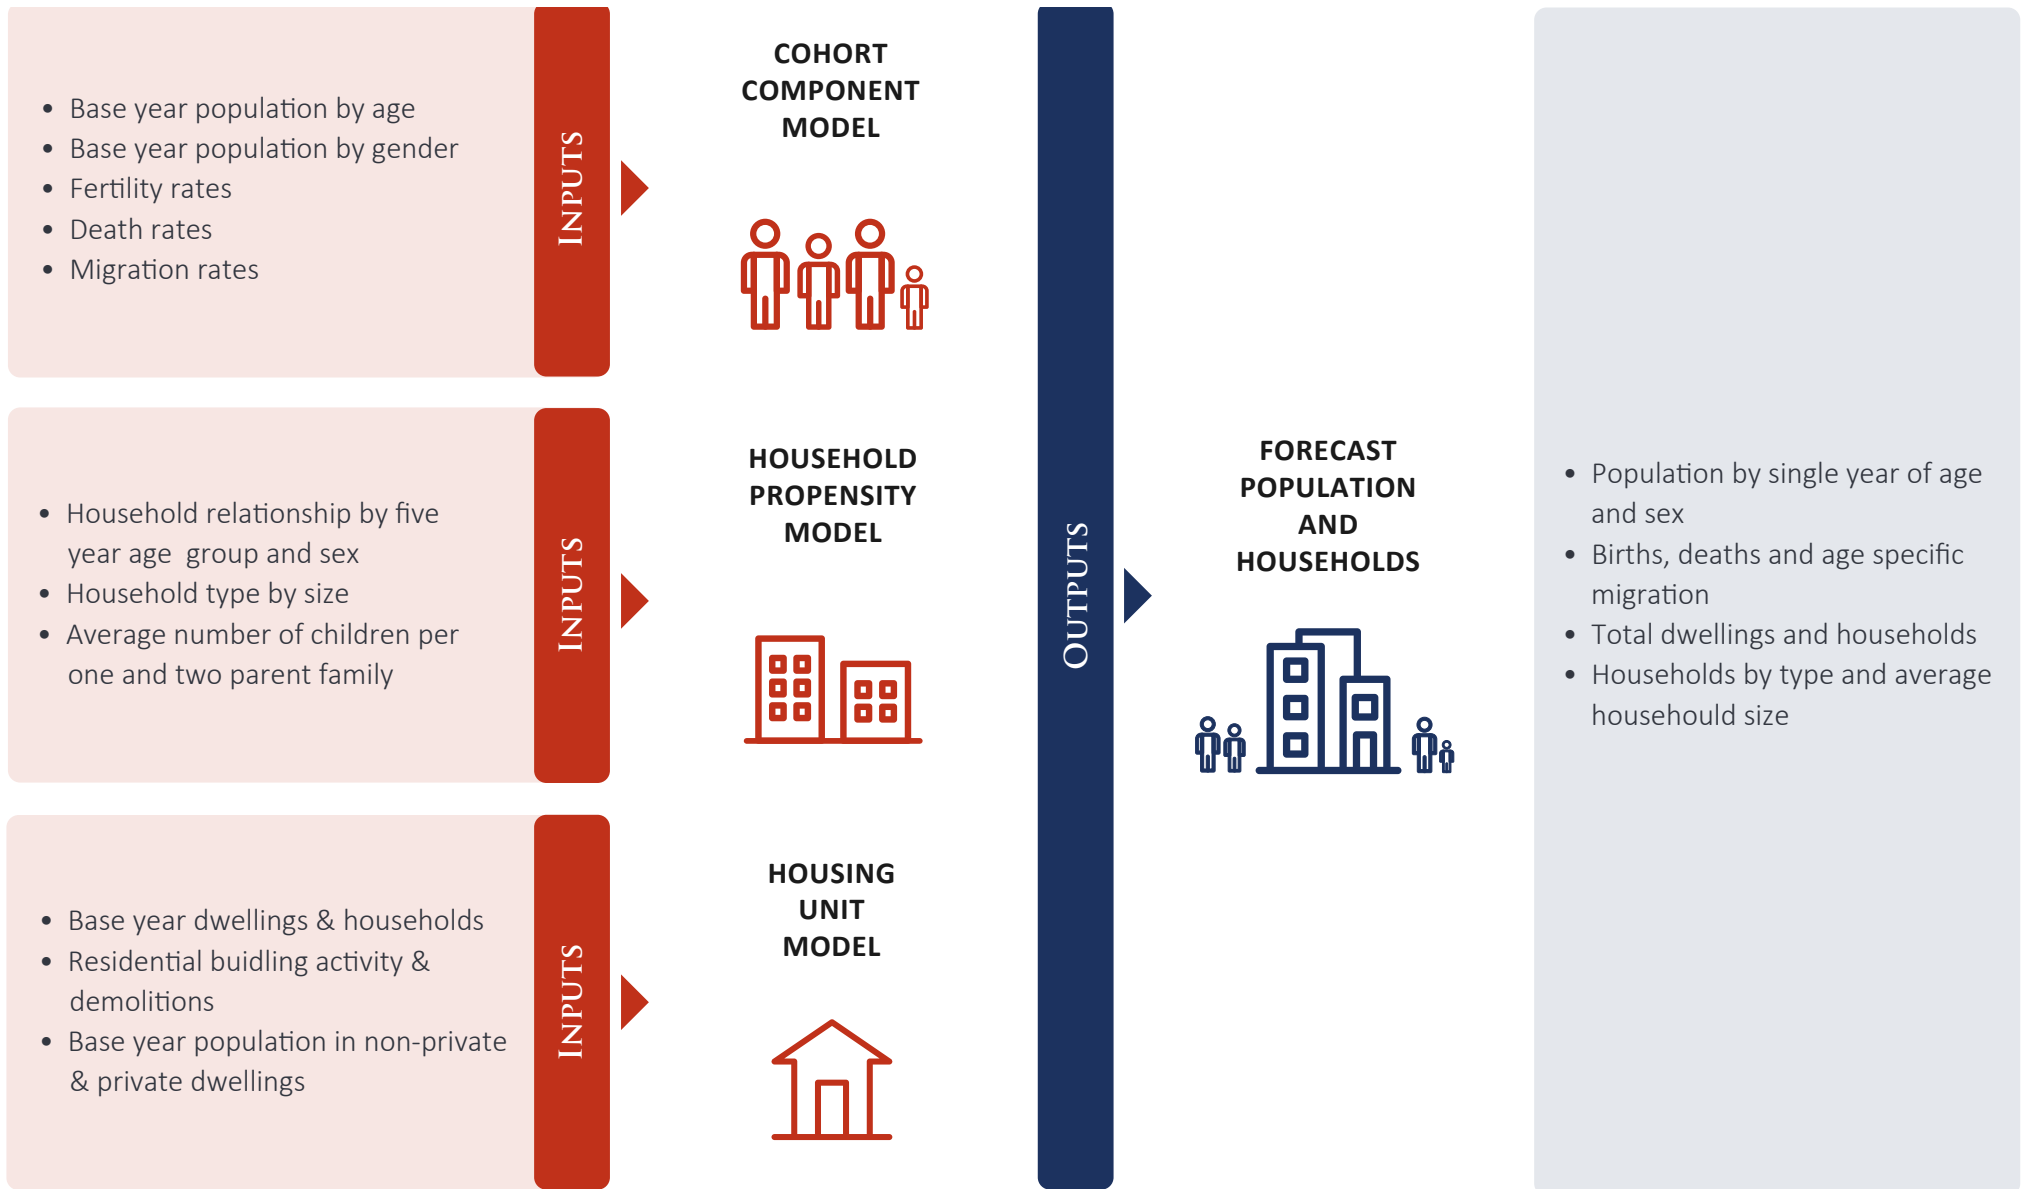 • Base year population by age
• Base year population by gender
• Fertility rates
• Death rates
• Migration rates
INPUTS
COHORT
COMPONENT
MODEL
• Household relationship by five
year age group and sex
• Household type by size
• Average number of children per
one and two parent family
INPUTS
HOUSEHOLD
PROPENSITY
MODEL
• Base year dwellings & households
• Residential buidling activity &
demolitions
• Base year population in non-private
& private dwellings
INPUTS
HOUSING
UNIT
MODEL
OUTPUTS
FORECAST
POPULATION
AND
HOUSEHOLDS
• Population by single year of age
and sex
• Births, deaths and age specific
migration
• Total dwellings and households
• Households by type and average
househould size